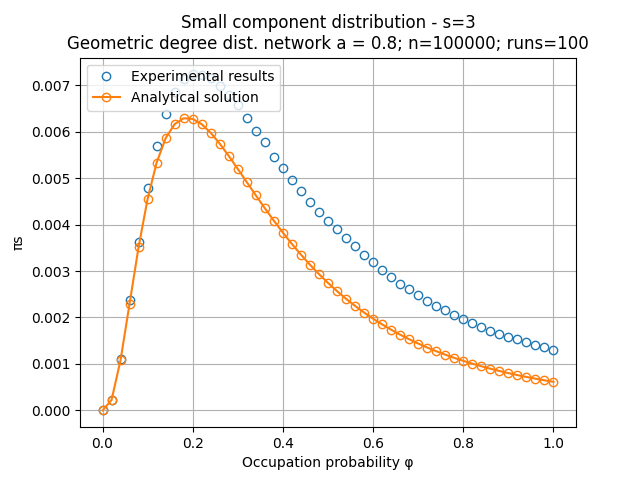 Small component distribution - s=3
Geometric degree dist. network a = 0.8; n=100000; runs=100
Experimental results
Analytical solution
0.007
0.006
0.005
0.004
0.003
0.002
0.001
0.000
πs
0.0 0.2 0.4 0.6 0.8 1.0
Occupation probability φ